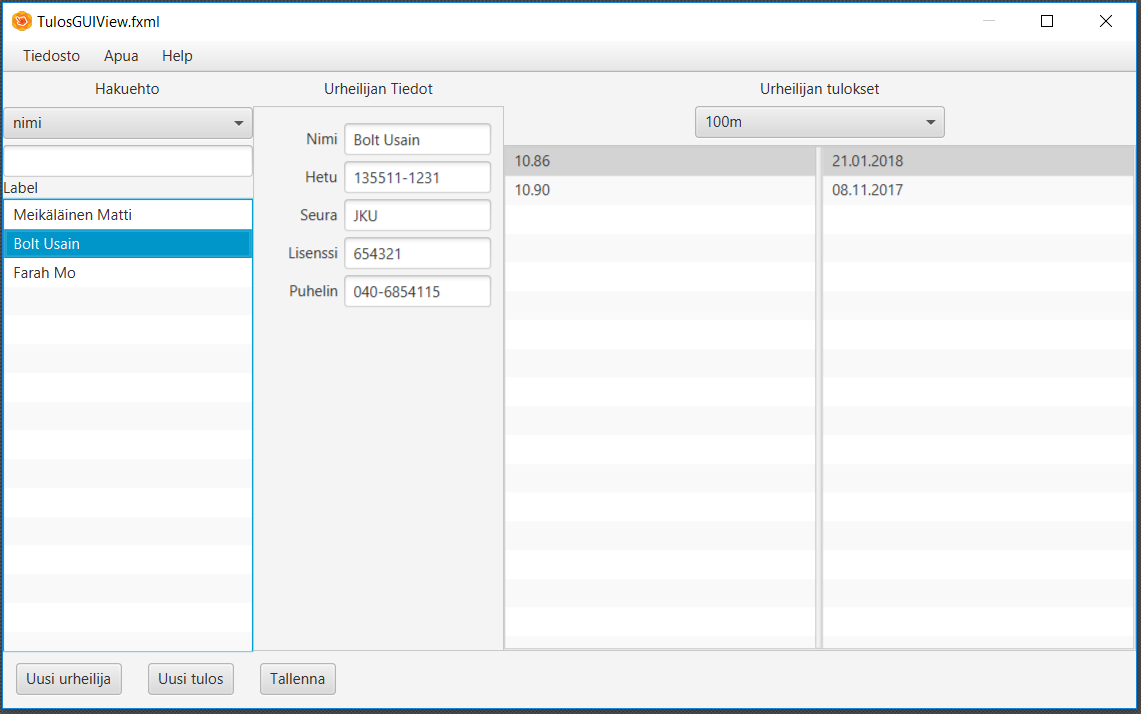 TulosGUIView.fxml
Tiedosto Apua Help
Hakuehto
nimi
Label
Meikäläinen Matti
Bolt Usain
Farah Mo
Urheilijan Tiedot
Nimi Bolt Usain
Hetu 135511-1231
Seura JKU
Lisenssi 654321
Puhelin 040-6854115
Urheilijan tulokset
100m
10.86 21.01.2018
10.90 08.11.2017
Uusi urheilija Uusi tulos Tallenna